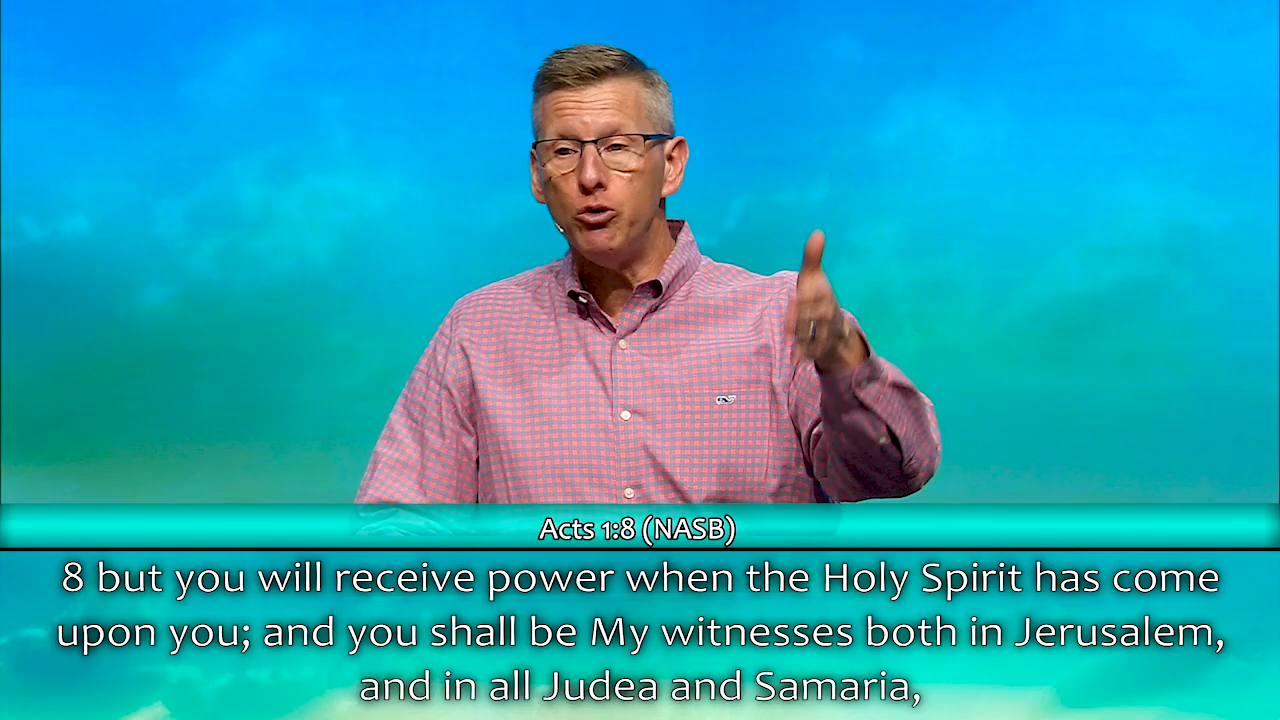 Acts 1:8 (NASB)
8 but you will receive power when the Holy Spirit has come
upon you; and you shall be My witnesses both in Jerusalem,
and in all Judea and Samaria,